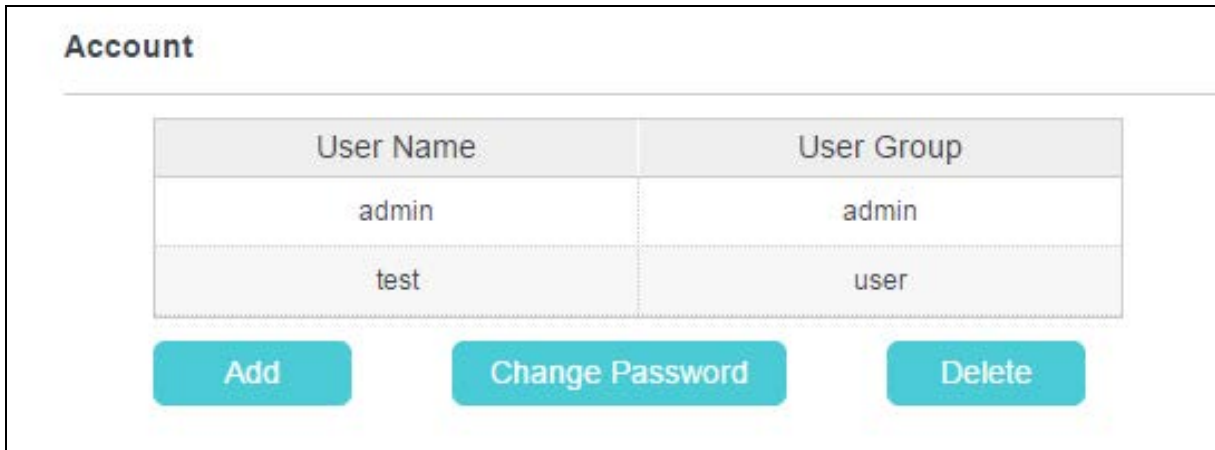 Account
User Name User Group
admin admin
test user
Add Change Password Delete